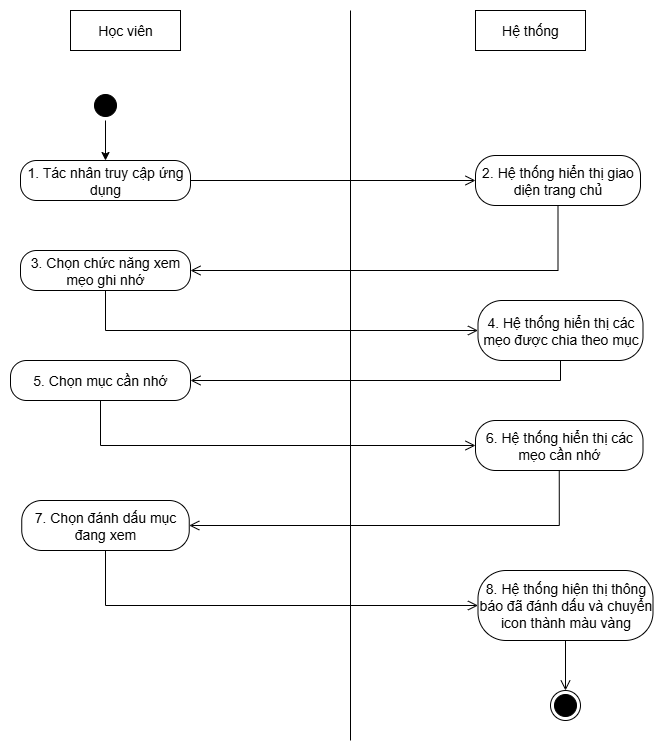 Học viên
Hệ thống
1. Tác nhân truy cập ứng
dụng
2. Hệ thống hiển thị giao
diện trang chủ
3. Chọn chức năng xem
mẹo ghi nhớ
4. Hệ thống hiển thị các
mẹo được chia theo mục
5. Chọn mục cần nhớ
6. Hệ thống hiển thị các
mẹo cần nhớ
7. Chọn đánh dấu mục
đang xem
8. Hệ thống hiện thị thông
báo đã đánh dấu và chuyển
icon thành màu vàng